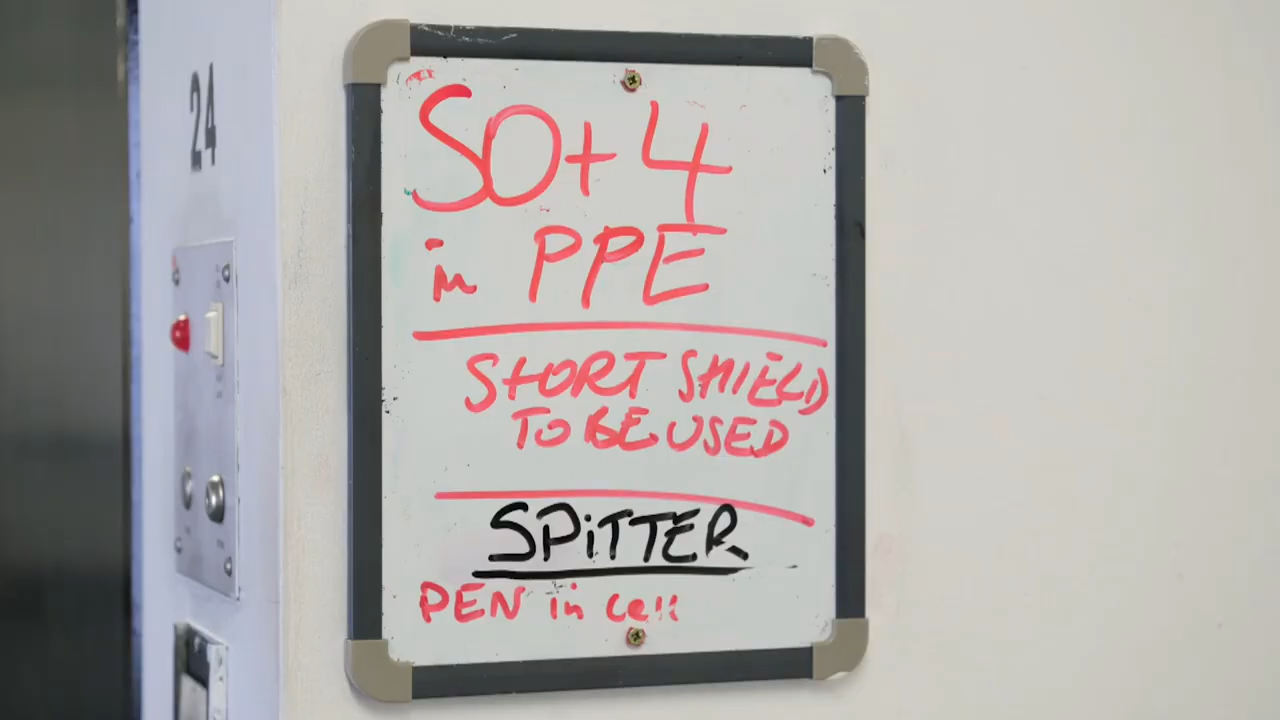 24
SO+4
in PPE
SHORT SHIELD
TO BE USED
SPiTTER
PEN in cell